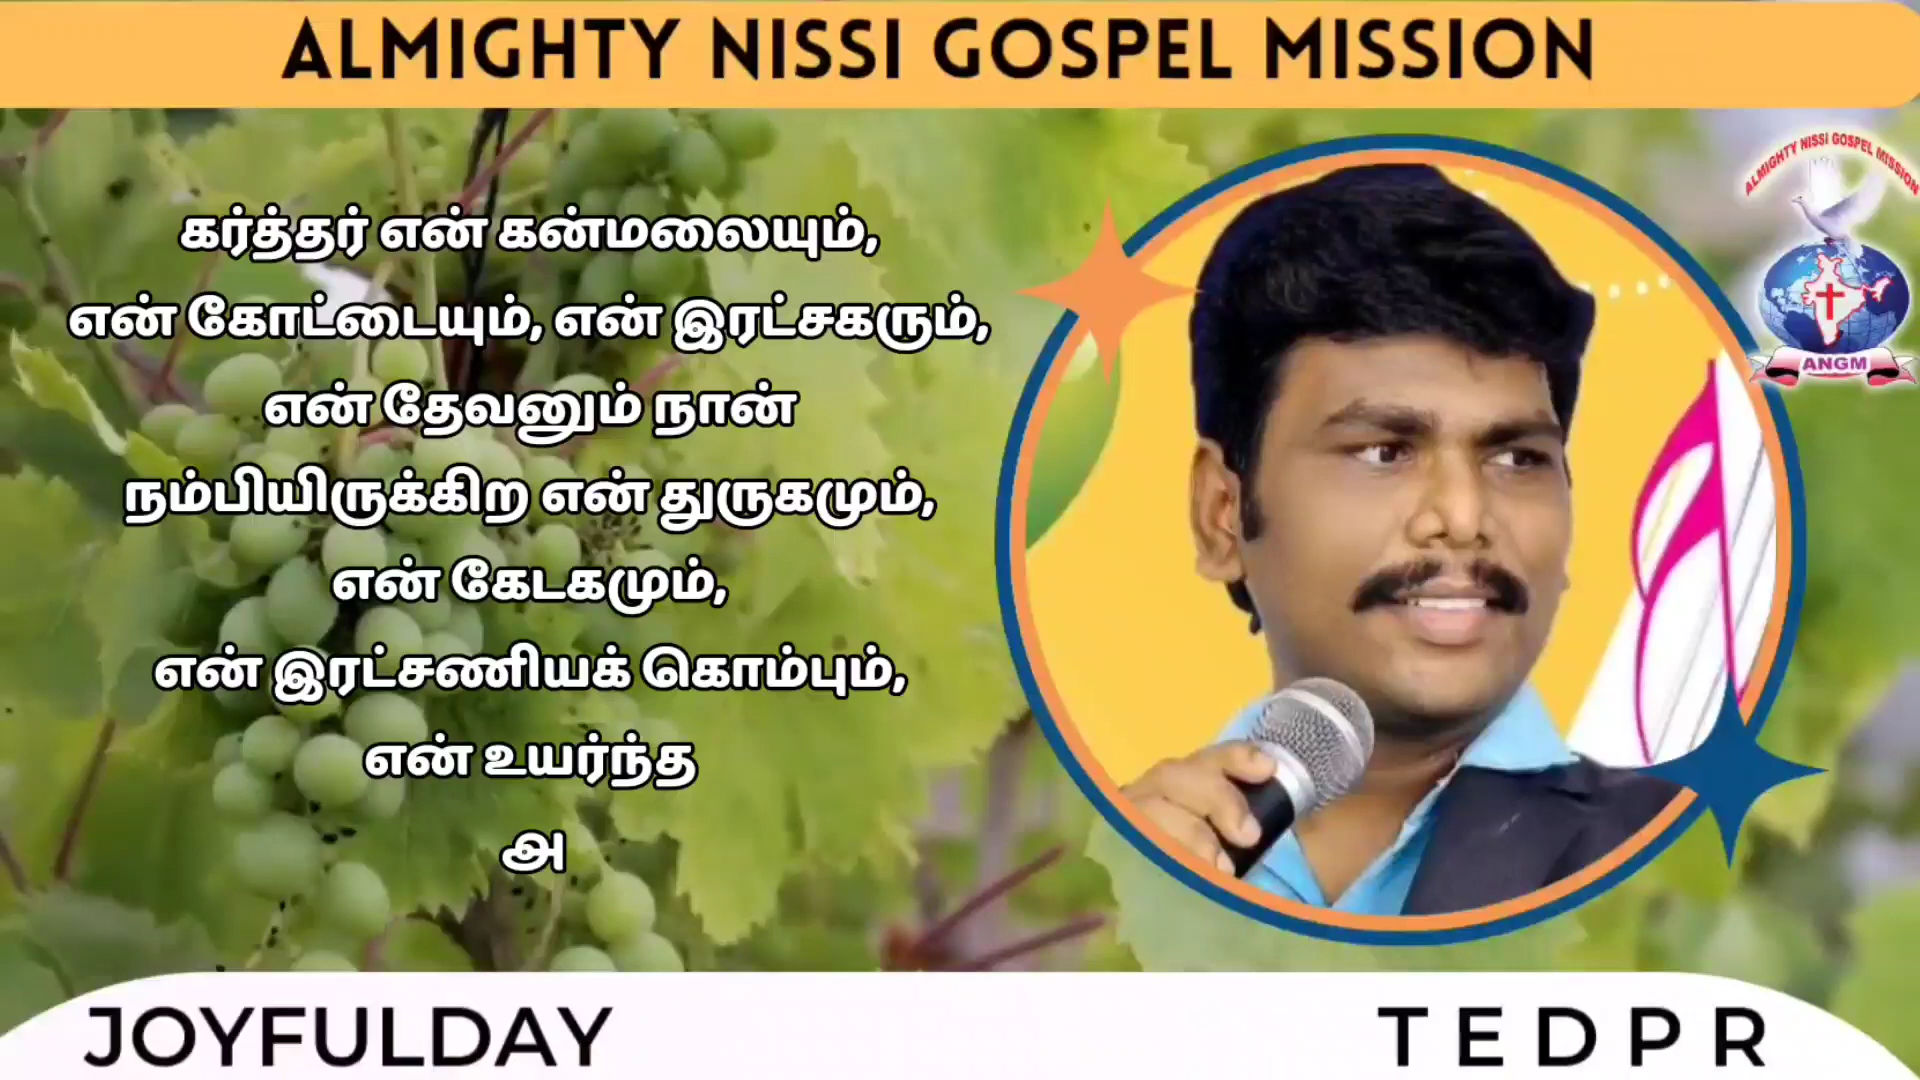 ALMIGHTY NISSI GOSPEL MISSION
ALMIGHTY NISSI GOSPEL MISSION
ANGM
கர்த்தர் என் கன்மலையும்,
என் கோட்டையும், என் இரட்சகரும்,
என் தேவனும் நான்
நம்பியிருக்கிற என் துருகமும்,
என் கேடகமும்,
என் இரட்சணியக் கொம்பும்,
என் உயர்ந்த
அ
JOYFULDAY
TEDPR